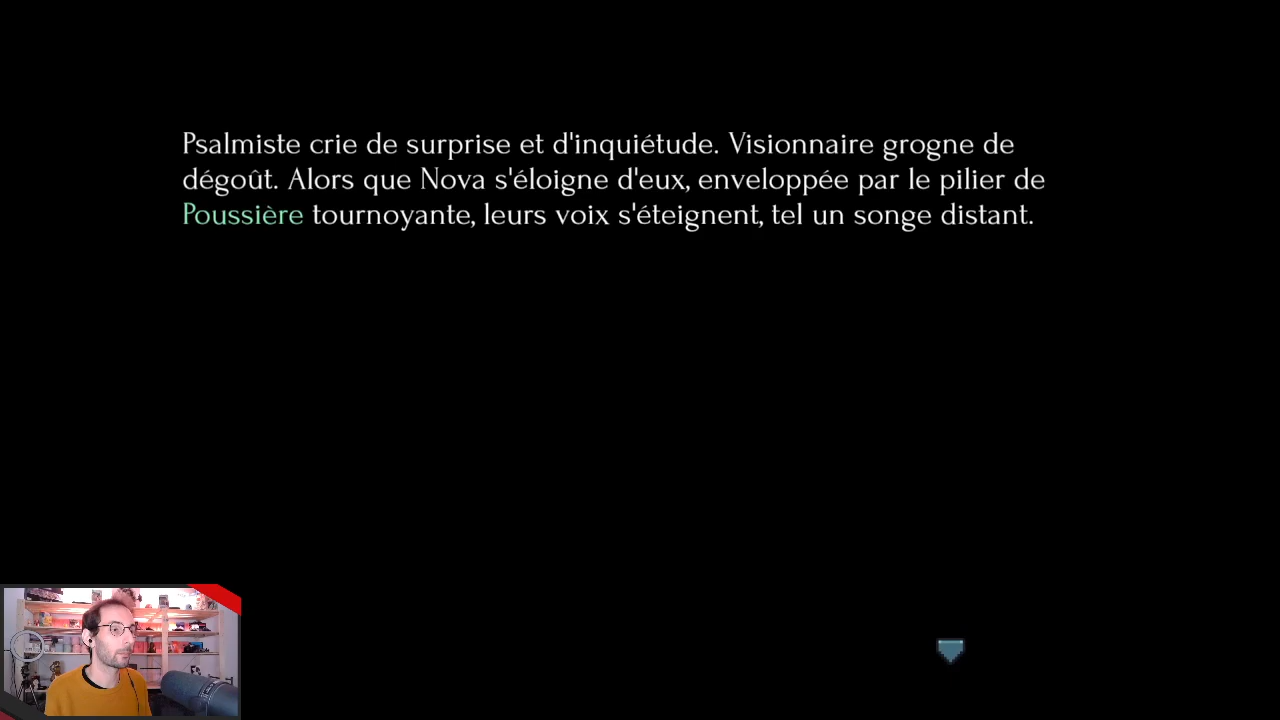 Psalmiste crie de surprise et d'inquiétude. Visionnaire grogne de
dégoût. Alors que Nova s'éloigne d'eux, enveloppée par le pilier de
Poussière tournoyante, leurs voix s'éteignent, tel un songe distant.